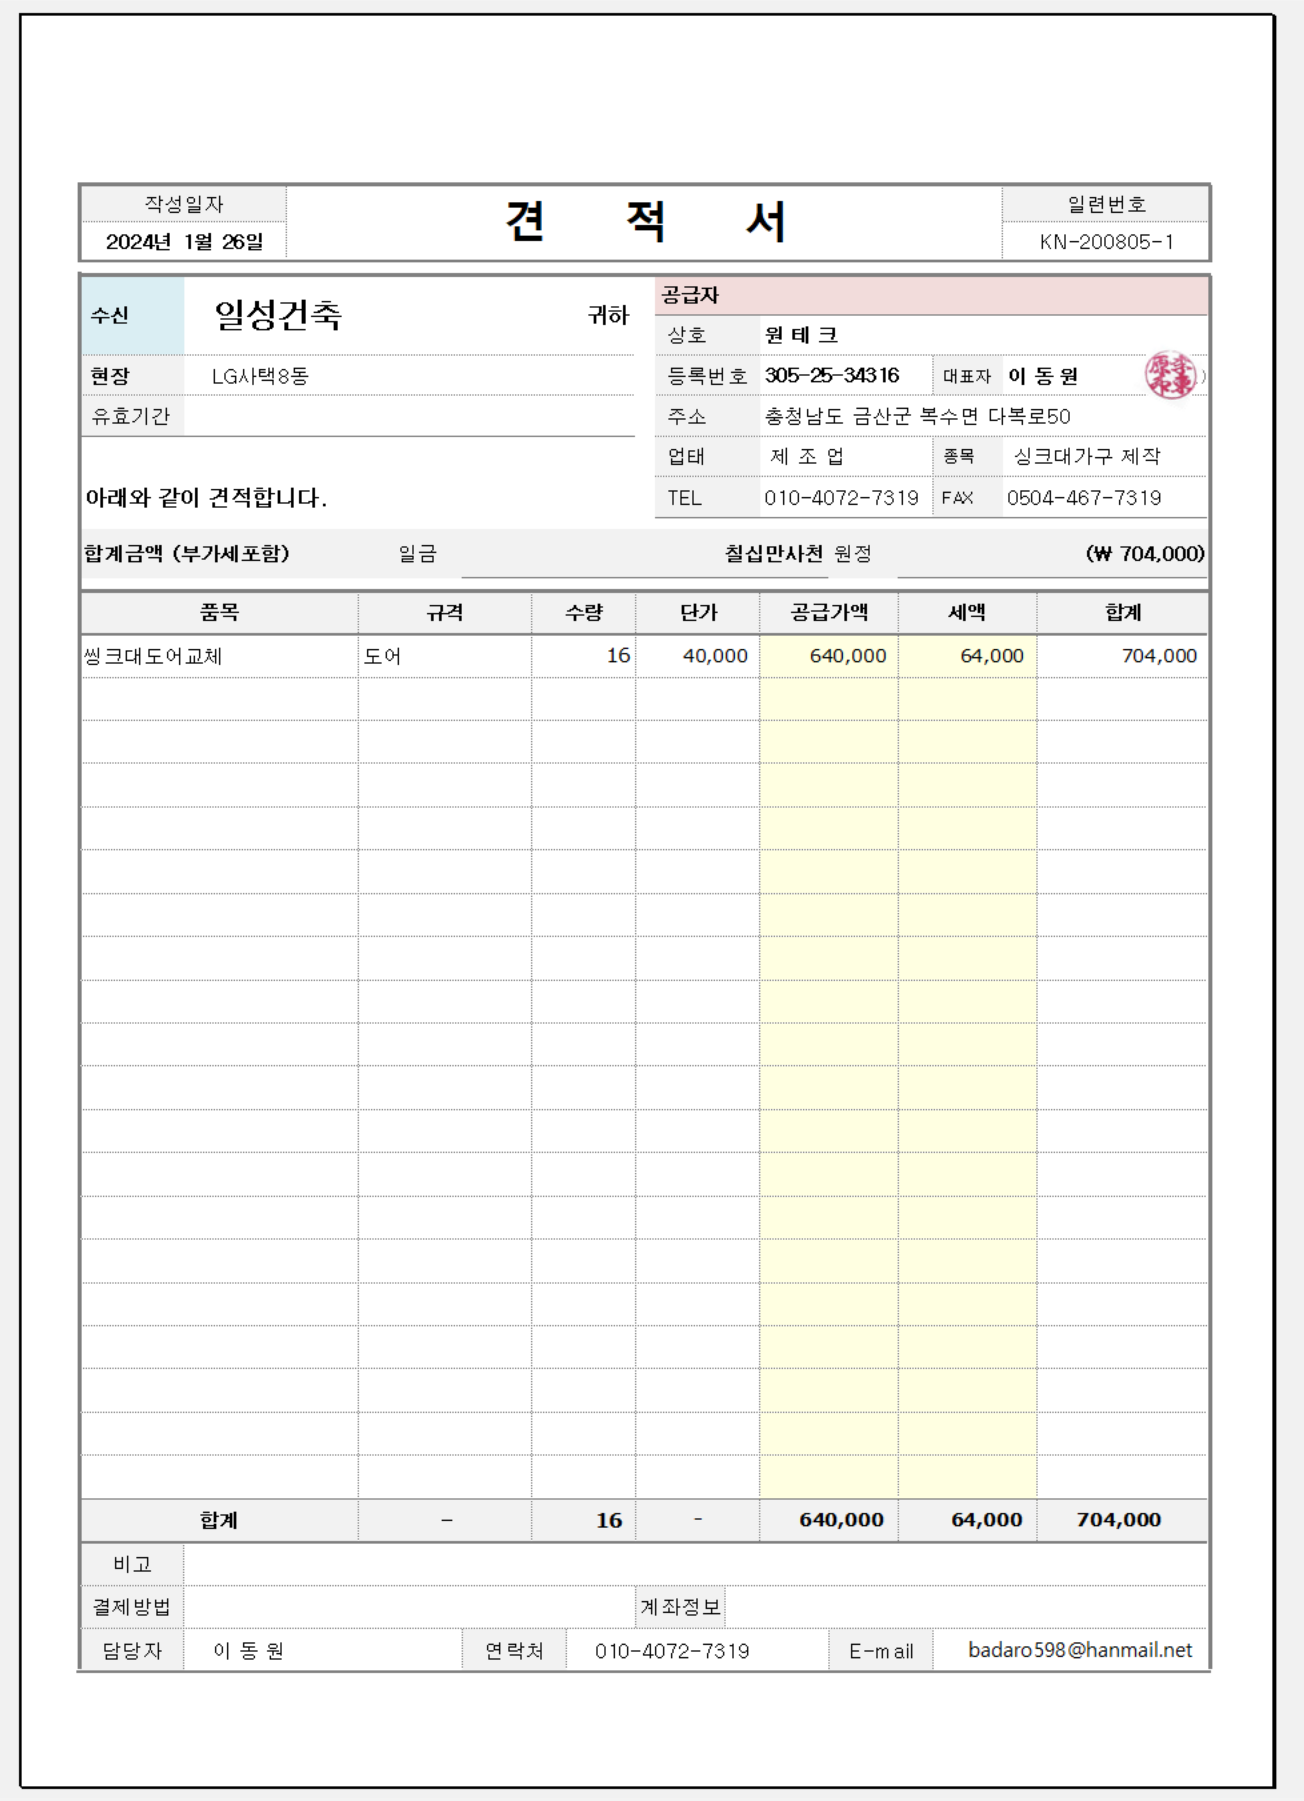 작성일자
견 적 서
일련번호
2024년 1월 26일
KN-200805-1
수신 일성건축 귀하
공급자
상호 원 테 크
현장 LG사택8동
등록번호 305-25-34316 대표자 이 동 원 )
유효기간
주소 충청남도 금산군 복수면 다복로50
업태 제 조 업 종목 싱크대가구 제작
아래와 같이 견적합니다.
TEL 010-4072-7319 FAX 0504-467-7319
합계금액 (부가세포함) 일금 칠십만사천 원정 (₩ 704,000)
품목 규격 수량 단가 공급가액 세액 합계
씽크대도어교체 도어 16 40,000 640,000 64,000 704,000
합계 - 16 - 640,000 64,000 704,000
비고
결제방법 계좌정보
담당자 이 동 원 연락처 010-4072-7319 E-mail badaro598@hanmail.net